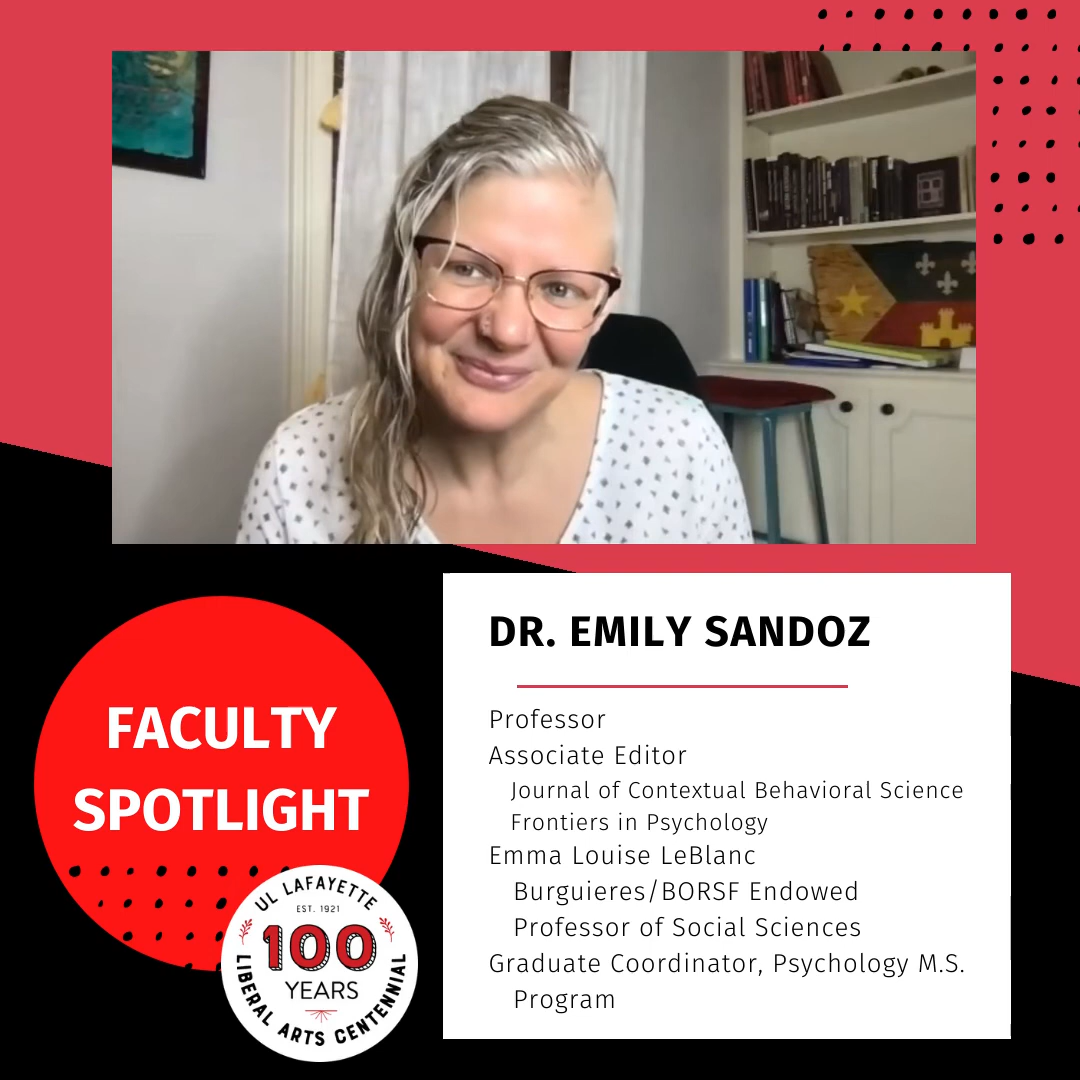 FACULTY
SPOTLIGHT
UL LAFAYETTE
EST. 1921
100
YEARS
LIBERAL ARTS CENTENNIAL
DR. EMILY SANDOZ
Professor
Associate Editor
Journal of Contextual Behavioral Science
Frontiers in Psychology
Emma Louise LeBlanc
Burguieres/BORSF Endowed
Professor of Social Sciences
Graduate Coordinator, Psychology M.S.
Program